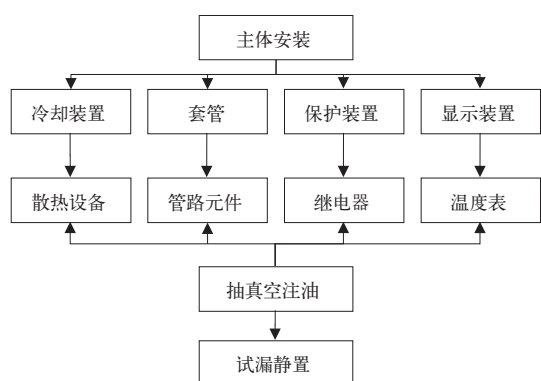 主体安装
冷却装置
套管
保护装置
显示装置
散热设备
管路元件
继电器
温度表
抽真空注油
试漏静置